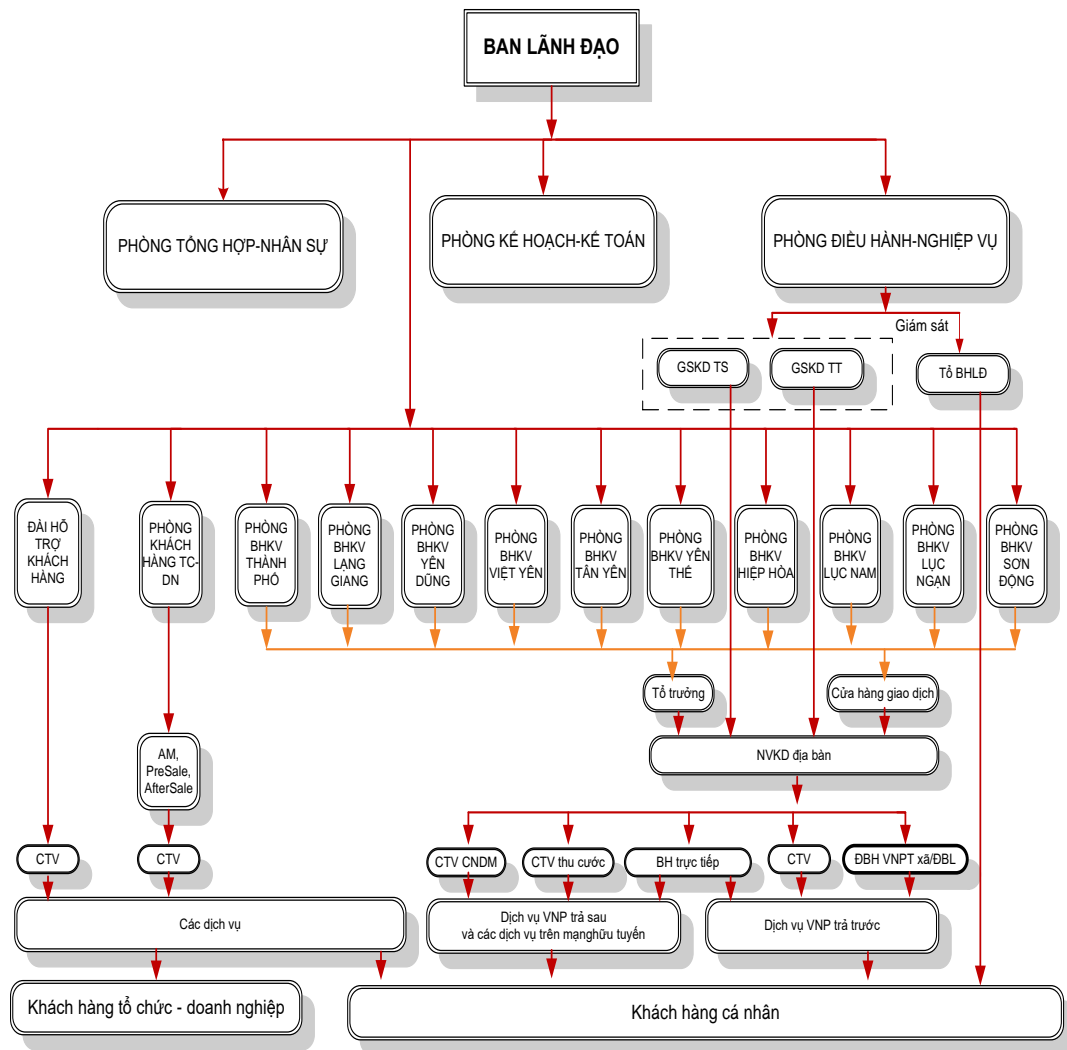 BAN LÃNH ĐẠO
PHÒNG TỔNG HỢP-NHÂN SỰ
PHÒNG KẾ HOẠCH-KẾ TOÁN
PHÒNG ĐIỀU HÀNH-NGHIỆP VỤ
Giám sát
GSKD TS
GSKD TT
Tổ BHLĐ
ĐÀI HỖ
TRỢ
KHÁCH
HÀNG
PHÒNG
KHÁCH
HÀNG TC-
DN
PHÒNG
BHKV
THÀNH
PHỐ
PHÒNG
BHKV
LẠNG
GIANG
PHÒNG
BHKV
YÊN
DŨNG
PHÒNG
BHKV
VIỆT YÊN
PHÒNG
BHKV
TÂN YÊN
PHÒNG
BHKV YÊN
THẾ
PHÒNG
BHKV
HIỆP HÒA
PHÒNG
BHKV
LỤC NAM
PHÒNG
BHKV
LỤC
NGẠN
PHÒNG
BHKV
SƠN
ĐỘNG
Tổ trưởng
Cửa hàng giao dịch
NVKD địa bàn
AM,
PreSale,
AfterSale
CTV
CTV
CTV CNDM
CTV thu cước
BH trực tiếp
CTV
ĐBH VNPT xã/ĐBL
Các dịch vụ
Dịch vụ VNP trả sau
và các dịch vụ trên mạnghữu tuyến
Dịch vụ VNP trả trước
Khách hàng tổ chức - doanh nghiệp
Khách hàng cá nhân